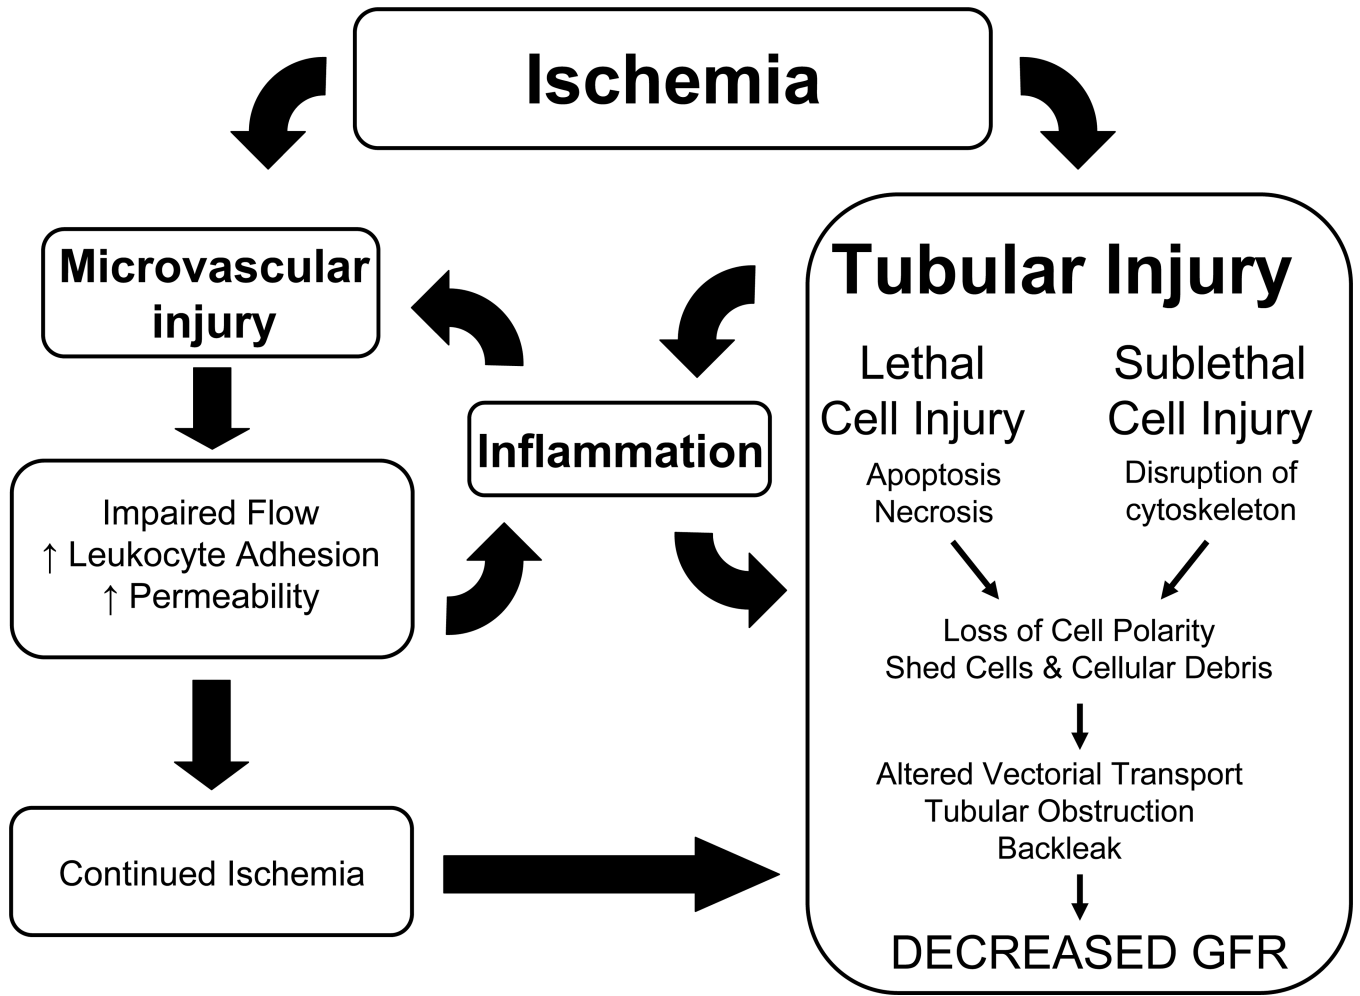 Ischemia
Microvascular
injury
Impaired Flow
↑ Leukocyte Adhesion
↑ Permeability
Continued Ischemia
Inflammation
Tubular Injury
Lethal
Cell Injury
Apoptosis
Necrosis
Sublethal
Cell Injury
Disruption of
cytoskeleton
Loss of Cell Polarity
Shed Cells & Cellular Debris
Altered Vectorial Transport
Tubular Obstruction
Backleak
DECREASED GFR